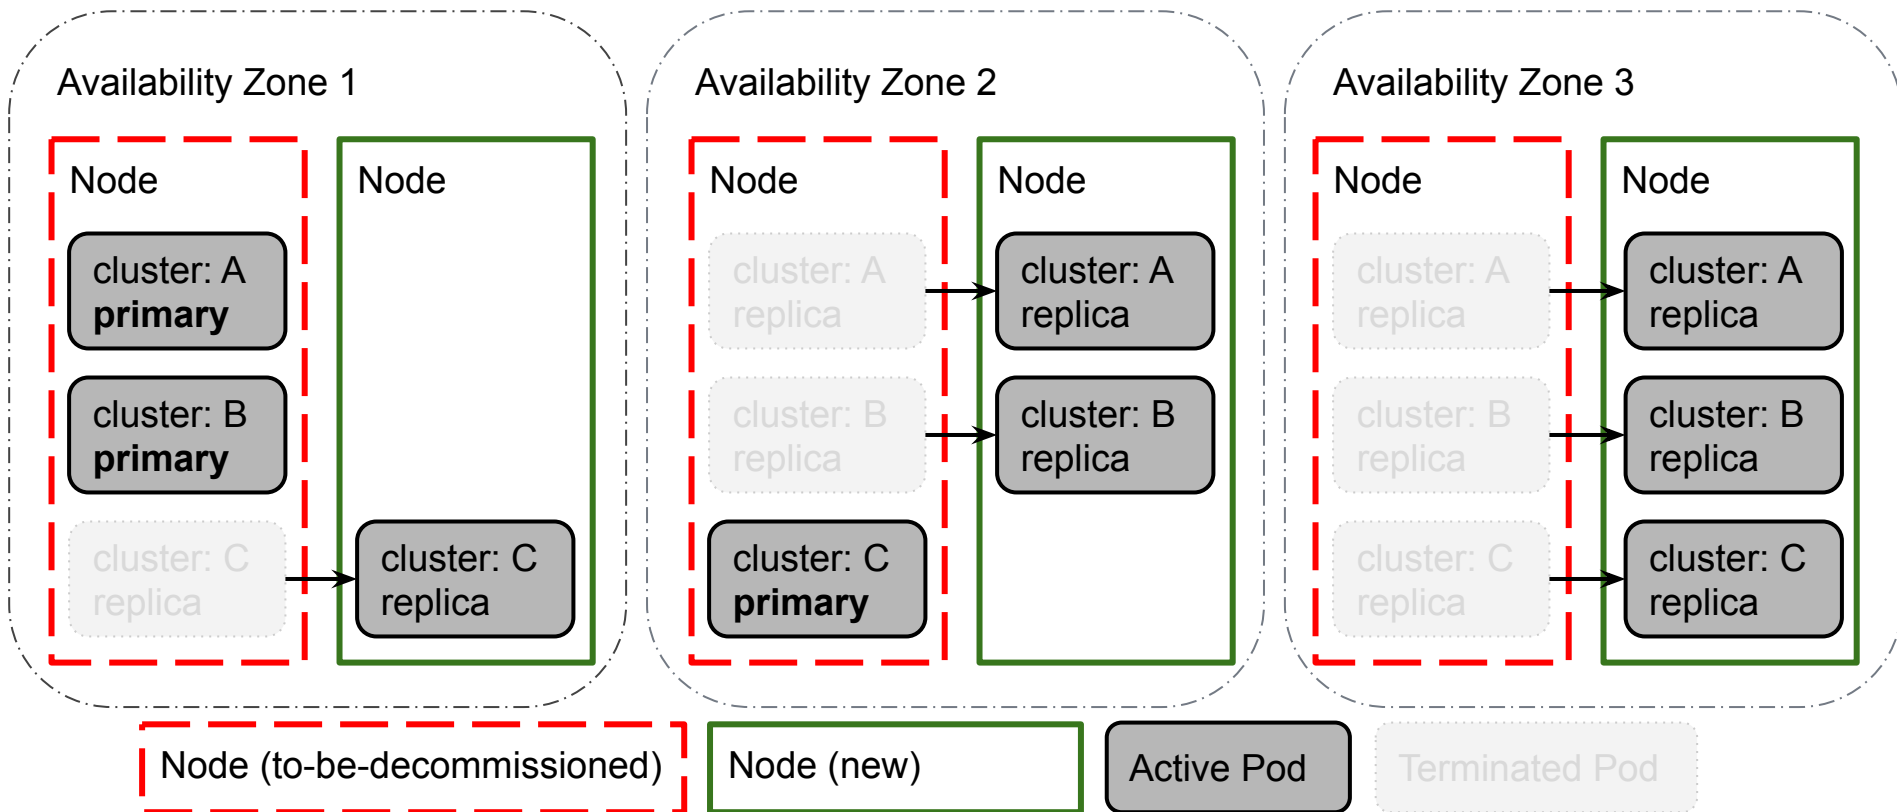 Availability Zone 1
Node
cluster: A
primary
cluster: B
primary
cluster: C
replica
Node
cluster: C
replica
Availability Zone 2
Node
cluster: A
replica
cluster: B
replica
cluster: C
primary
Node
cluster: A
replica
cluster: B
replica
Availability Zone 3
Node
cluster: A
replica
cluster: B
replica
cluster: C
replica
Node
cluster: A
replica
cluster: B
replica
cluster: C
replica
Node (to-be-decommissioned)
Node (new)
Active Pod
Terminated Pod